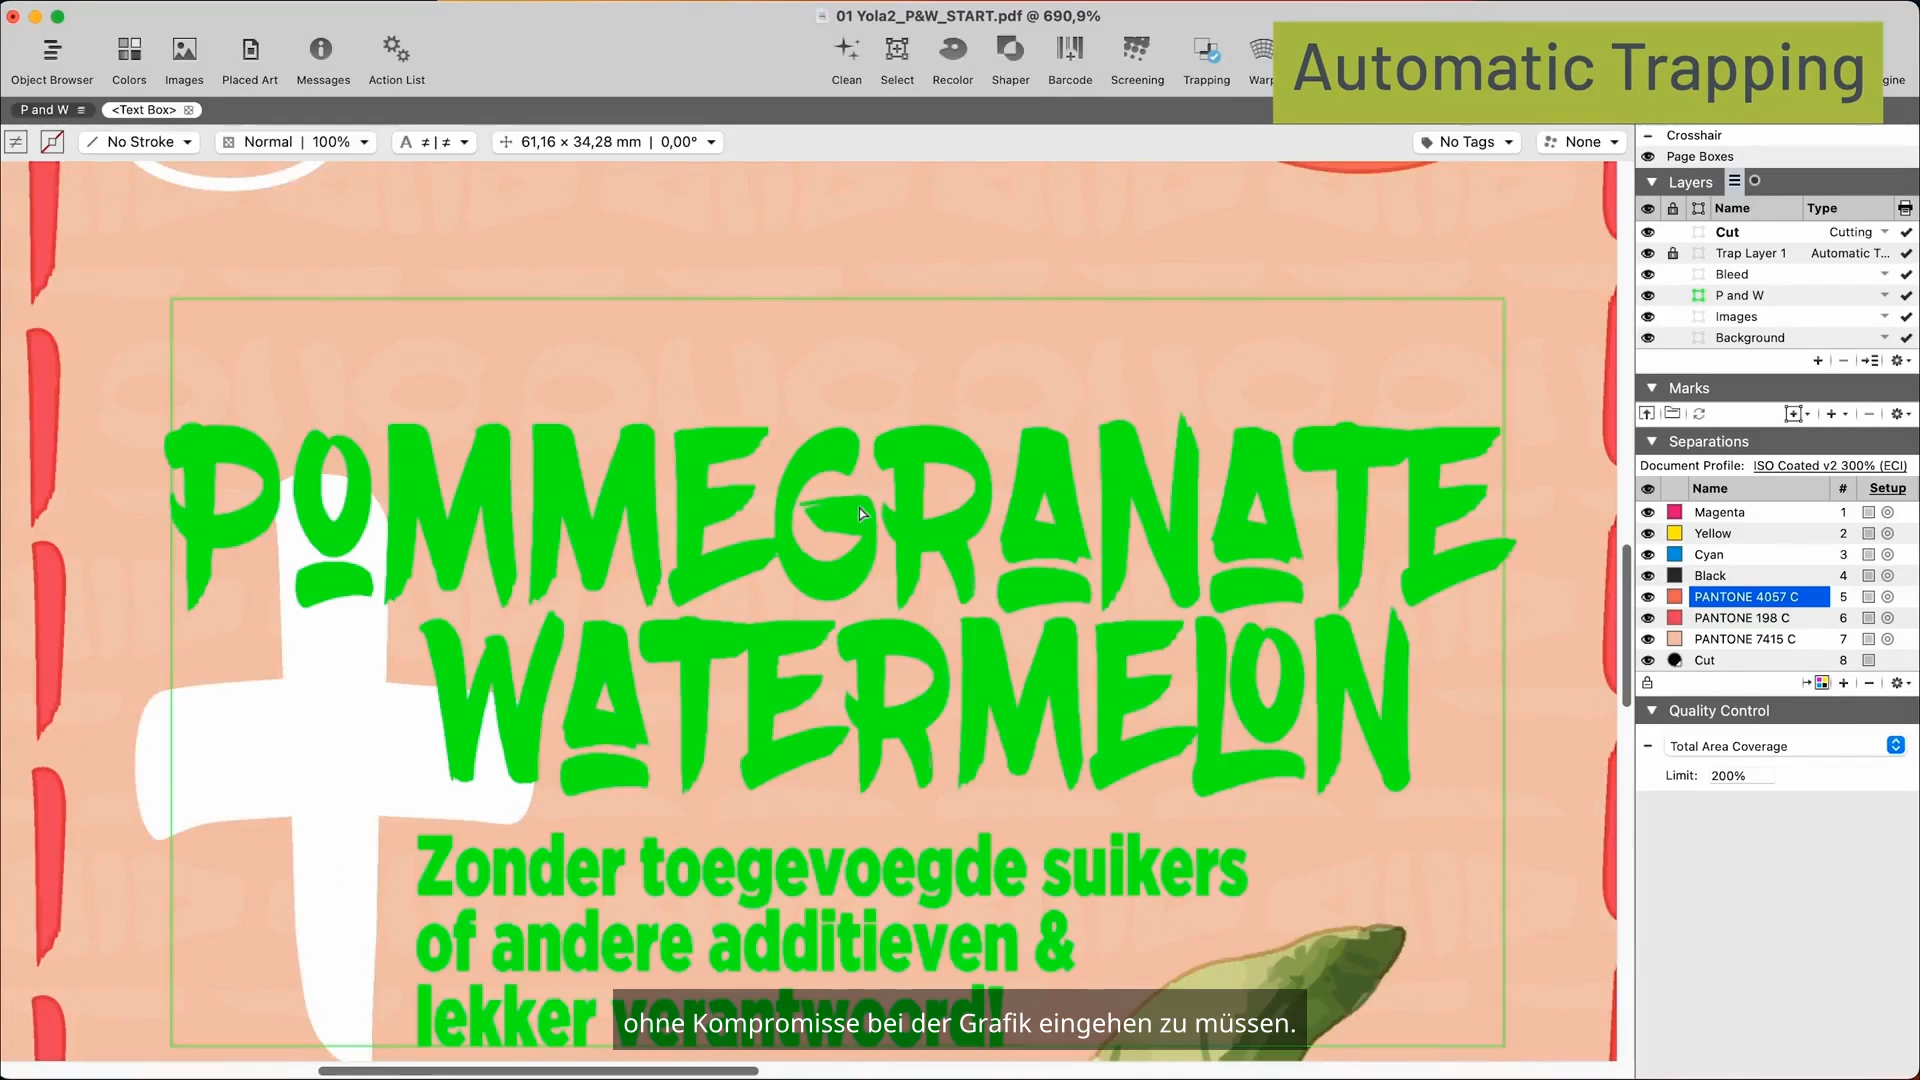 01 Yola2_P&W_START.pdf @ 690,9%
Object Browser
Colors
Images
Placed Art
Messages
Action List
Clean
Select
Recolor
Shaper
Barcode
Screening
Trapping
Automatic Trapping
P and W
<Text Box>
No Stroke
Normal | 100%
A ≠ | ≠
61,16 × 34,28 mm | 0,00°
No Tags
None
Crosshair
Page Boxes
Layers
Name Type
Cut Cutting
Trap Layer 1 Automatic T...
Bleed
P and W
Images
Background
Marks
Separations
Document Profile: ISO Coated v2 300% (ECI)
Name # Setup
Magenta 1
Yellow 2
Cyan 3
Black 4
PANTONE 4057 C 5
PANTONE 198 C 6
PANTONE 7415 C 7
Cut 8
Quality Control
Total Area Coverage
Limit: 200%
POMMEGRANATE
WATERMELON
Zonder toegevoegde suikers
of andere additieven &
lekker verantwoord!
ohne Kompromisse bei der Grafik eingehen zu müssen.